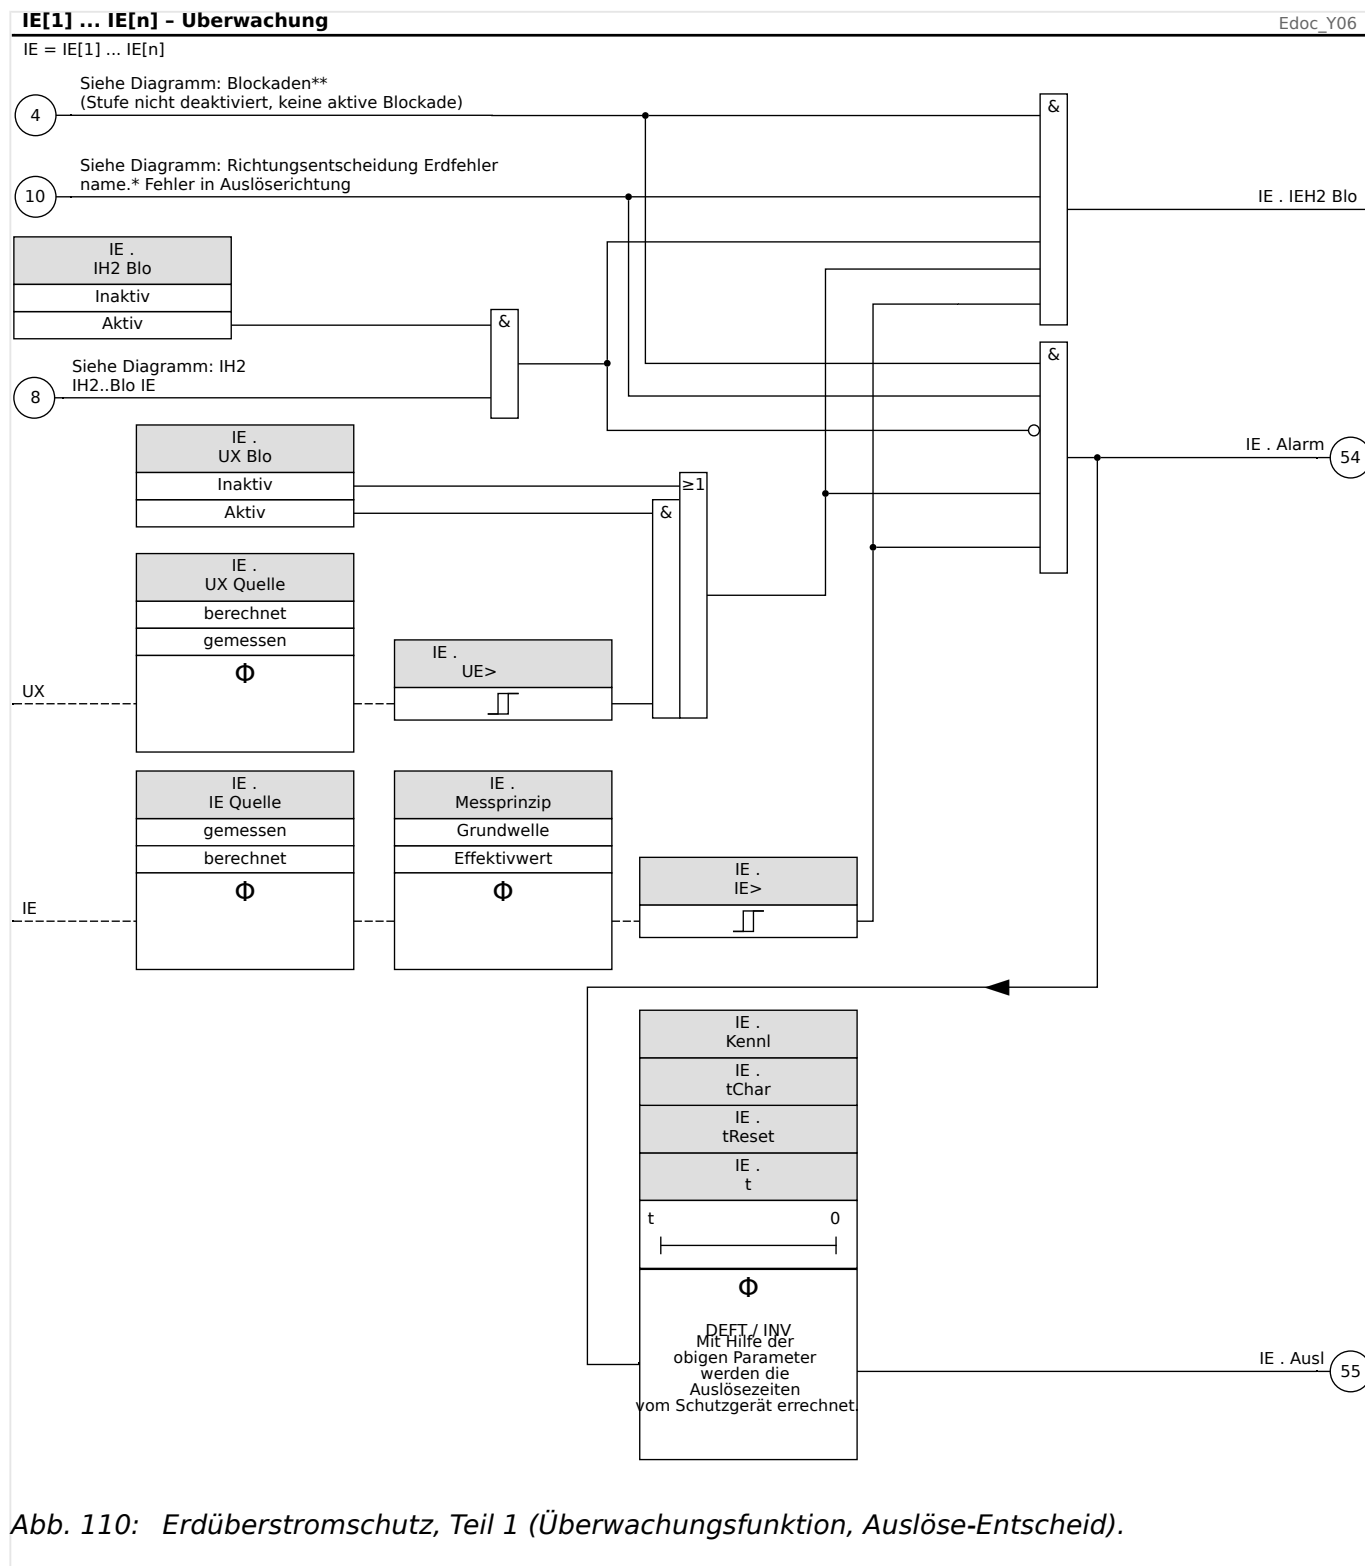 IE[1] ... IE[n] – Überwachung
Edoc_Y06
IE = IE[1] ... IE[n]
Siehe Diagramm: Blockaden**
(Stufe nicht deaktiviert, keine aktive Blockade)
4
&
Siehe Diagramm: Richtungsentscheidung Erdfehler
name.* Fehler in Auslöserichtung
10
IE . IEH2 Blo
IE .
IH2 Blo
Inaktiv
Aktiv
&
&
Siehe Diagramm: IH2
IH2..Blo IE
8
IE .
UX Blo
Inaktiv
Aktiv
≥1
&
IE . Alarm
54
IE .
UX Quelle
berechnet
gemessen
Φ
UX
IE .
UE>
IE .
IE Quelle
gemessen
berechnet
Φ
IE
IE .
Messprinzip
Grundwelle
Effektivwert
Φ
IE .
IE>
IE .
Kennl
IE .
tChar
IE .
tReset
IE .
t
t 0
Φ
DEFT / INV
Mit Hilfe der
obigen Parameter
werden die
Auslösezeiten
vom Schutzgerät errechnet.
IE . Ausl
55
Abb. 110: Erdüberstromschutz, Teil 1 (Überwachungsfunktion, Auslöse-Entscheid).